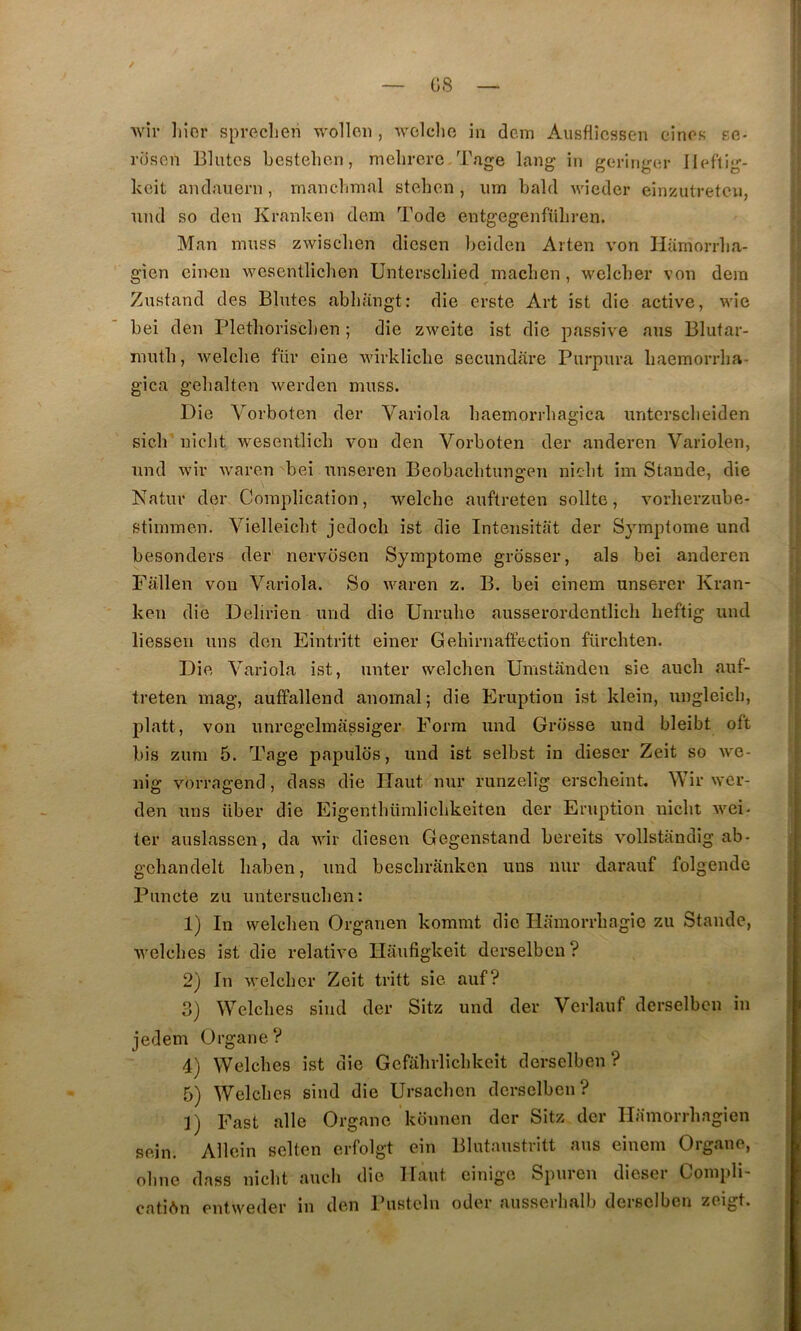 — 68 —
wir hier sprechen wollen, welche in dem Ausfliessen eines se-
rösen Blutes bestehen, mehrere Tage lang in geringer Heftig-
keit andauern, manchmal stehen, um bald wieder einzutreten,
und so den Kranken dem Tode entgegenführen.
Man muss zwischen diesen beiden Arten von Hämorrha-
gien einen wesentlichen Unterschied machen, welcher von dem
Zustand des Blutes abhängt: die erste Art ist die active, wie
bei den Plethorischen; die zweite ist die passive aus Blutar-
muth, welche für eine wirkliche secundäre Purpura haemorrha-
gica gehalten werden muss.
Die Vorboten der Variola haemorrhagica unterscheiden
sich nicht wesentlich von den Vorboten der anderen Variolen,
und wir waren bei unseren Beobachtungen nicht im Stande, die
Natur der Complication, welche auftreten sollte, vorherzube-
stimmen. Vielleicht jedoch ist die Intensität der Symptome und
besonders der nervösen Symptome grösser, als bei anderen
Fällen von Variola. So waren z. B. bei einem unserer Kran-
ken die Delirien und die Unruhe ausserordentlich heftig und
liessen uns den Eintritt einer Gehirnaffection fürchten.
Die Variola ist, unter welchen Umständen sie auch auf-
treten mag, auffallend anomal; die Eruption ist klein, ungleich,
platt, von unregelmässiger Form und Grösse und bleibt oft
bis zum 5. Tage papulös, und ist selbst in dieser Zeit so we-
nig vorragend, dass die Haut nur runzelig erscheint. Wir wer-
den uns über die Eigenthümlichkeiten der Eruption nicht wei-
ter auslassen, da wir diesen Gegenstand bereits vollständig ab-
gehandelt haben, und beschränken uns nur darauf folgende
Puncte zu untersuchen:
1) In welchen Organen kommt die Hämorrhagie zu Stande,
welches ist die relative Häufigkeit derselben?
2) In welcher Zeit tritt sie auf?
3) Welches sind der Sitz und der Verlauf derselben in
jedem Organe?
4) Welches ist die Gefährlichkeit derselben?
5) Welches sind die Ursachen derselben?
1) Fast alle Organe können der Sitz der Hämorrhagien
sein. Allein selten erfolgt ein Blutaustritt aus einem Organe,
ohne dass nicht auch die Haut einige Spuren dieser Compli-
catiòn entweder in den Pusteln oder ausserhalb derselben zeigt.